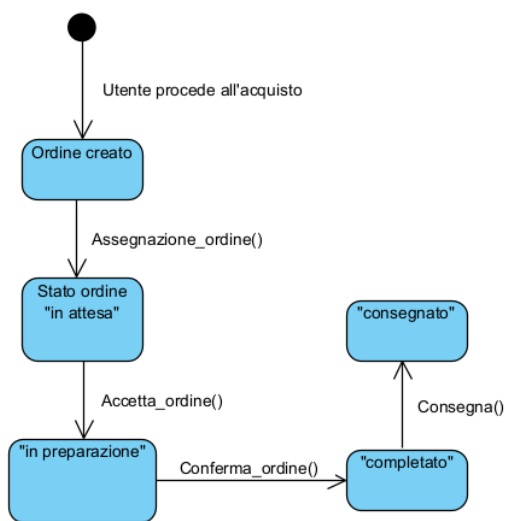 Utente procede all'acquisto
Ordine creato
Assegnazione_ordine()
Stato ordine
"in attesa"
"consegnato"
Accetta_ordine()
Consegna()
"in preparazione"
Conferma_ordine()
"completato"